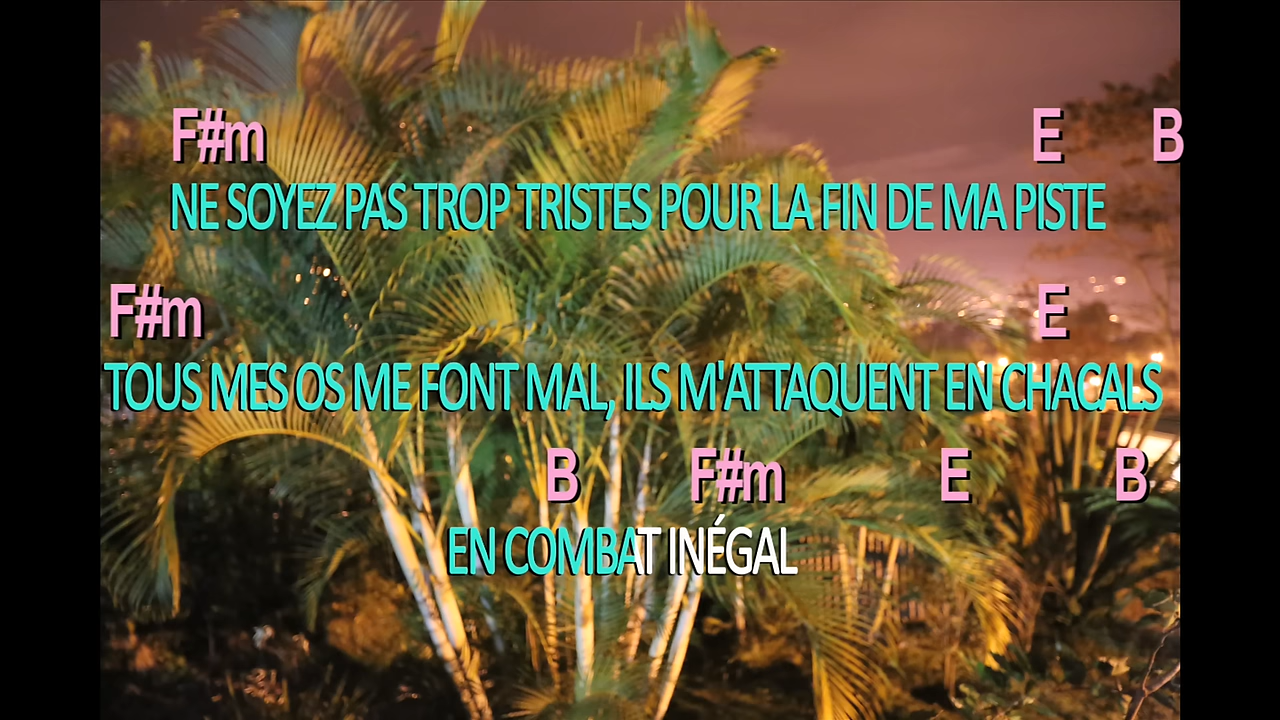 F#m E B
NE SOYEZ PAS TROP TRISTES POUR LA FIN DE MA PISTE
F#m E
TOUS MES OS ME FONT MAL, ILS M'ATTAQUENT EN CHACALS
B F#m E B
EN COMBAT INÉGAL